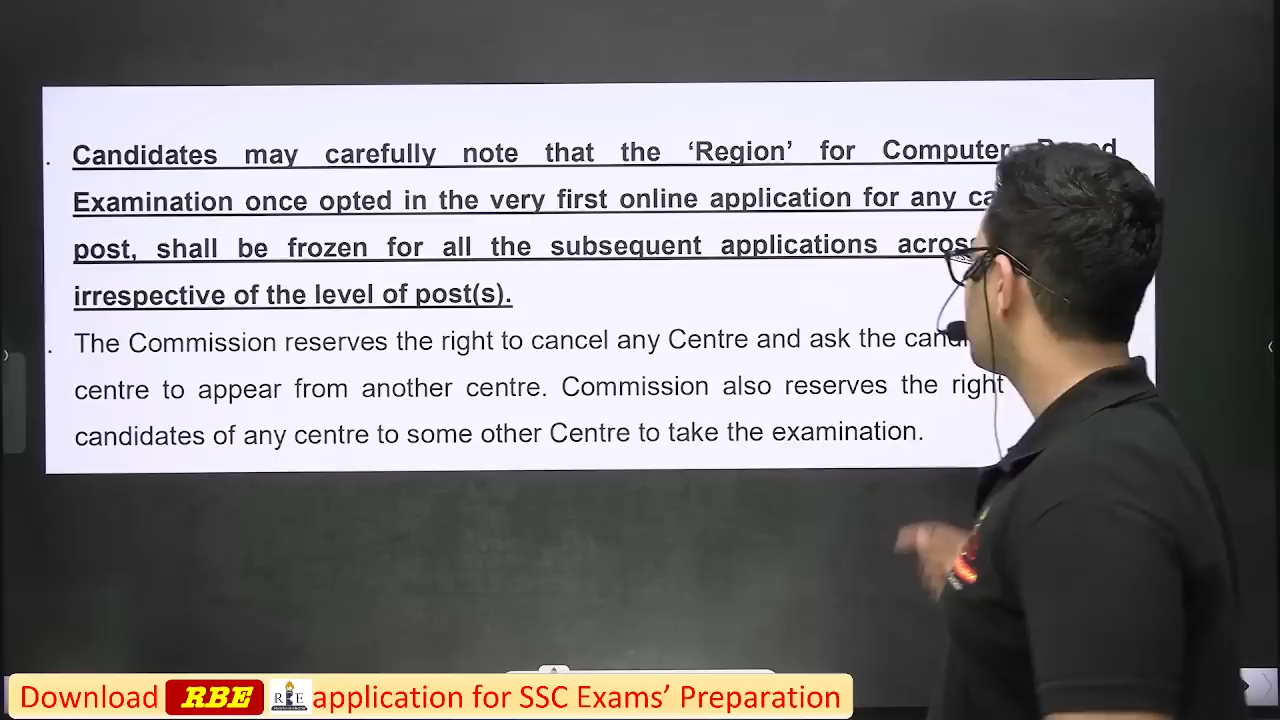 . Candidates may carefully note that the ‘Region’ for Computer
Examination once opted in the very first online application for any
post, shall be frozen for all the subsequent applications
irrespective of the level of post(s).
. The Commission reserves the right to cancel any Centre and ask the
centre to appear from another centre. Commission also reserves the right
candidates of any centre to some other Centre to take the examination.
Download RBE RBE application for SSC Exams’ Preparation